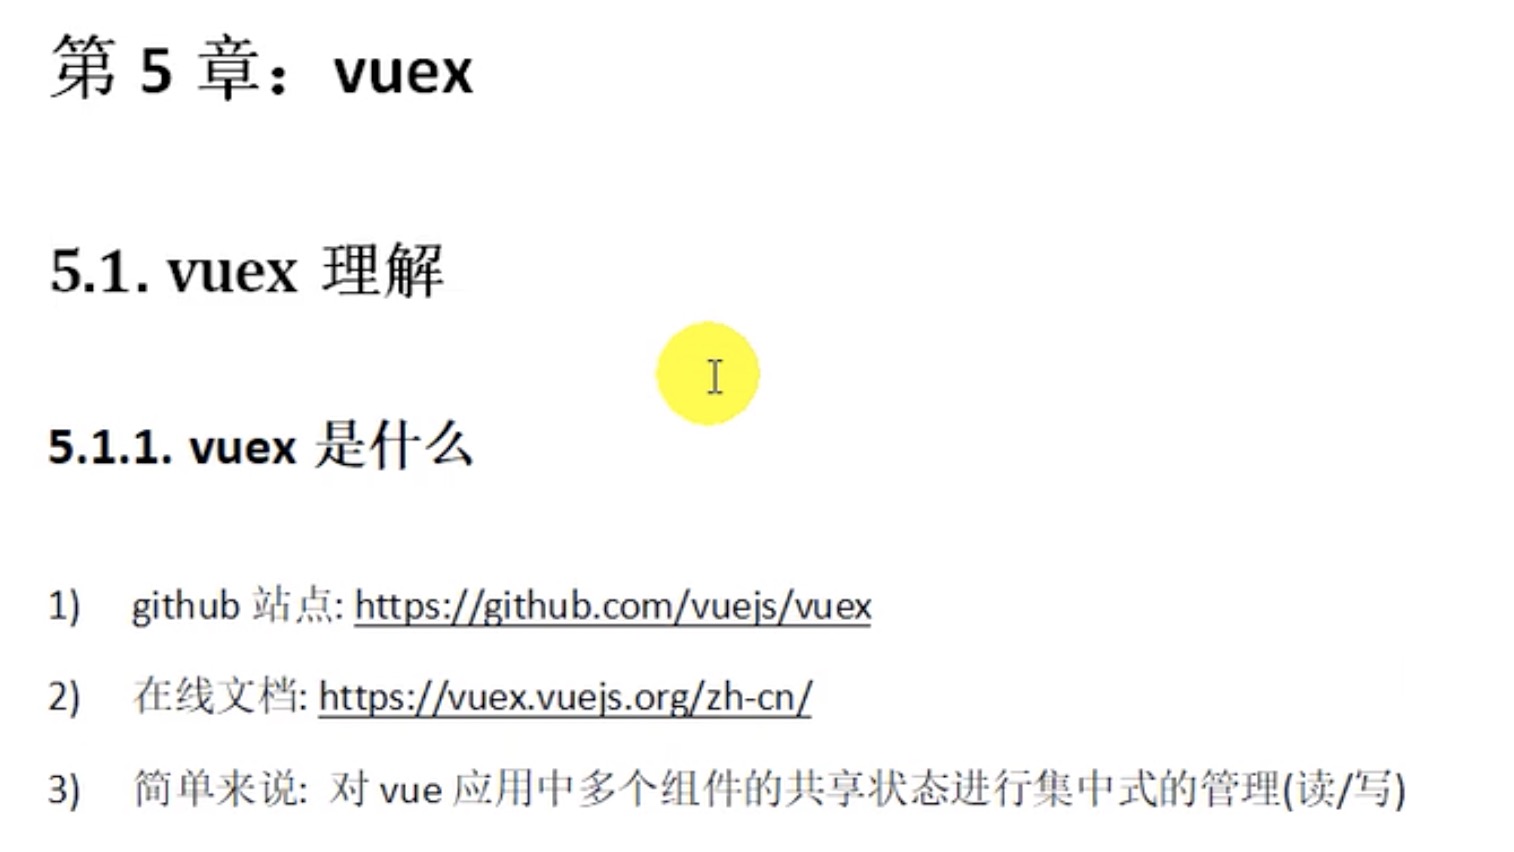 第 5 章：vuex
5.1. vuex 理解
5.1.1. vuex 是什么
1) github 站点: https://github.com/vuejs/vuex
2) 在线文档: https://vuex.vuejs.org/zh-cn/
3) 简单来说: 对 vue 应用中多个组件的共享状态进行集中式的管理(读/写)